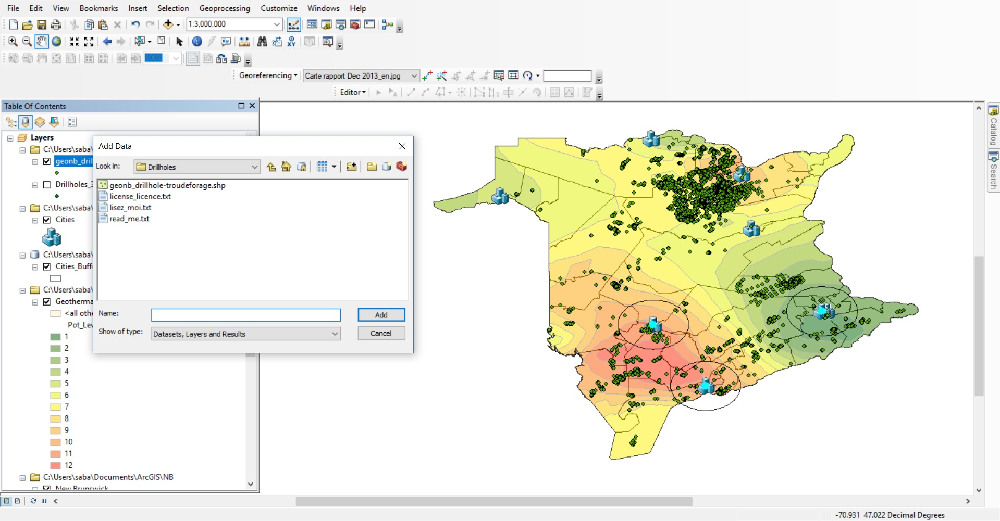 File Edit View Bookmarks Insert Selection Geoprocessing Customize Windows Help
1:3,000,000
100%
Georeferencing Carte rapport Dec 2013_en.jpg
Editor
Table Of Contents
Layers
C:\Users\saba\
geonb_dril
Drillholes_3
C:\Users\saba\
Cities
C:\Users\saba\
Cities_Buff
C:\Users\saba\
Geotherma
<all othe
Pot_Lev
1
2
3
4
5
6
7
8
9
10
11
12
C:\Users\saba\Documents\ArcGIS\NB
New Brunswick
Add Data
Look in: Drillholes
geonb_drillhole-troudeforage.shp
license_licence.txt
lisez_moi.txt
read_me.txt
Name:
Add
Show of type: Datasets, Layers and Results
Cancel
Catalog
Search
-70.931 47.022 Decimal Degrees